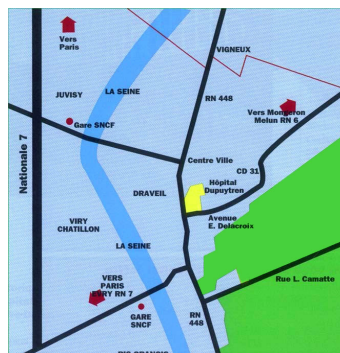 Vers
Paris
VIGNEUX
JUVISY
LA SEINE
RN 448
Vers Mongeron
Melun RN 6
Gare SNCF
Centre Ville
CD 31
Nationale 7
Hôpital
Dupuytren
DRAVEIL
VIRY
CHATILLON
Avenue
E. Delacroix
LA SEINE
VERS
PARIS
EVRY RN 7
Rue L. Camatte
GARE
SNCF
RN
448